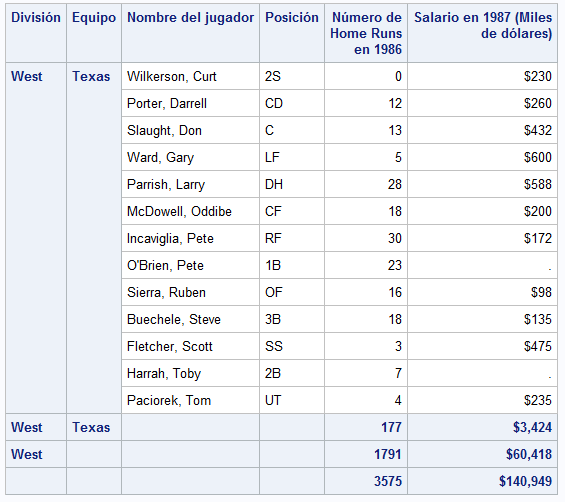 División Equipo Nombre del jugador Posición Número de Home Runs en 1986 Salario en 1987 (Miles de dólares)
West Texas Wilkerson, Curt 2S 0 $230
Porter, Darrell CD 12 $260
Slaught, Don C 13 $432
Ward, Gary LF 5 $600
Parrish, Larry DH 28 $588
McDowell, Oddibe CF 18 $200
Incaviglia, Pete RF 30 $172
O'Brien, Pete 1B 23 .
Sierra, Ruben OF 16 $98
Buechele, Steve 3B 18 $135
Fletcher, Scott SS 3 $475
Harrah, Toby 2B 7 .
Paciorek, Tom UT 4 $235
West Texas 177 $3,424
West 1791 $60,418
3575 $140,949